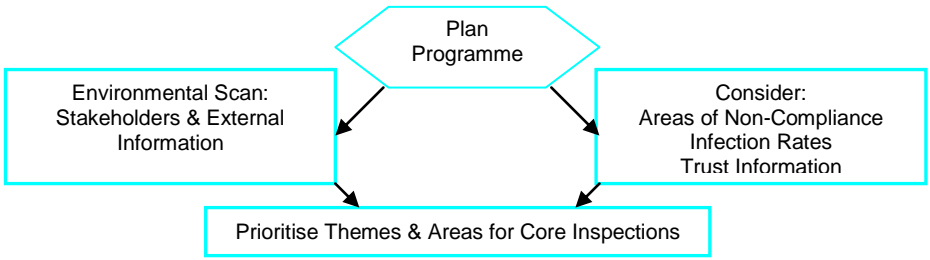 Plan
Programme
Environmental Scan:
Stakeholders & External
Information
Consider:
Areas of Non-Compliance
Infection Rates
Trust Information
Prioritise Themes & Areas for Core Inspections